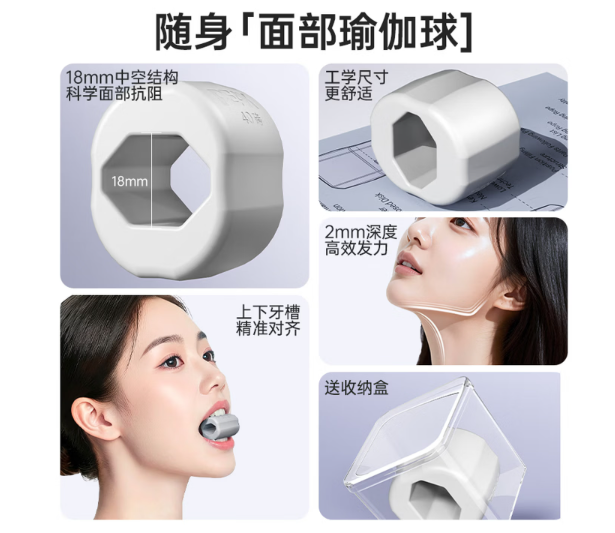 随身「面部瑜伽球]
18mm中空结构
科学面部抗阻
18mm
工学尺寸
更舒适
2mm深度
高效发力
上下牙槽
精准对齐
送收纳盒